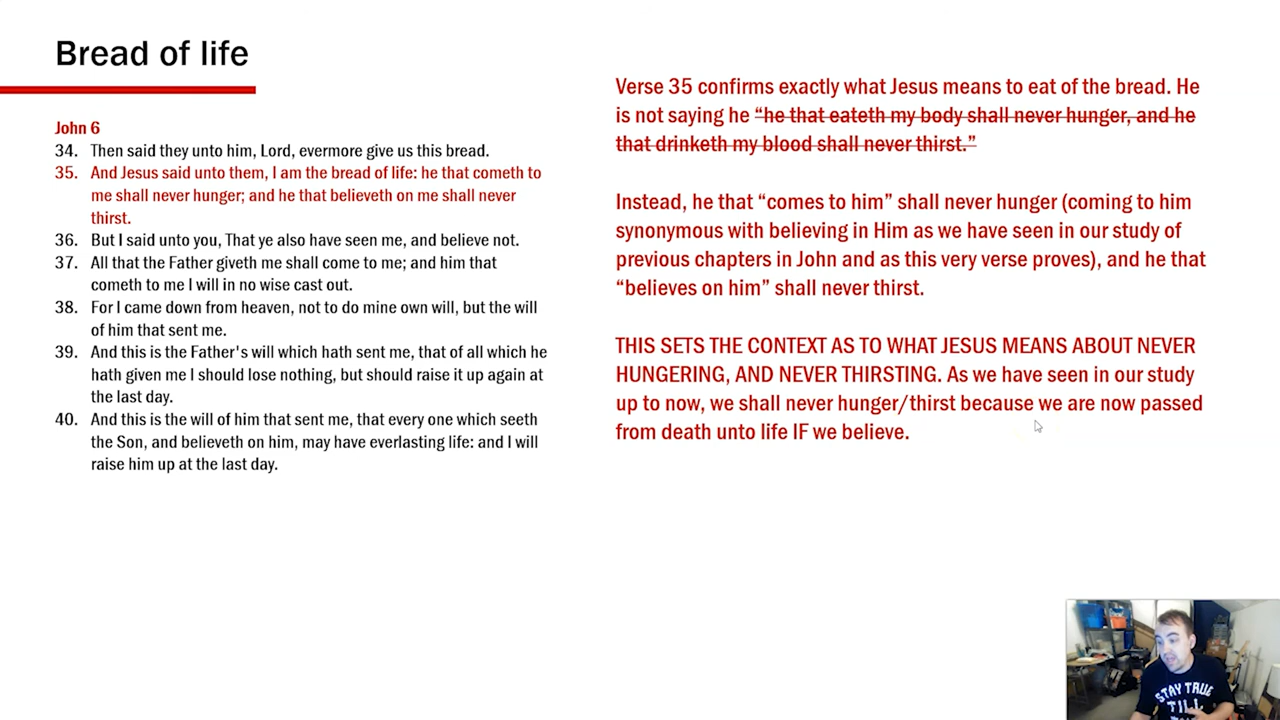 Bread of life
John 6
34. Then said they unto him, Lord, evermore give us this bread.
35. And Jesus said unto them, I am the bread of life: he that cometh to
me shall never hunger; and he that believeth on me shall never
thirst.
36. But I said unto you, That ye also have seen me, and believe not.
37. All that the Father giveth me shall come to me; and him that
cometh to me I will in no wise cast out.
38. For I came down from heaven, not to do mine own will, but the will
of him that sent me.
39. And this is the Father's will which hath sent me, that of all which he
hath given me I should lose nothing, but should raise it up again at
the last day.
40. And this is the will of him that sent me, that every one which seeth
the Son, and believeth on him, may have everlasting life: and I will
raise him up at the last day.
Verse 35 confirms exactly what Jesus means to eat of the bread. He
is not saying he “he that eateth my body shall never hunger, and he
that drinketh my blood shall never thirst.”
Instead, he that “comes to him” shall never hunger (coming to him
synonymous with believing in Him as we have seen in our study of
previous chapters in John and as this very verse proves), and he that
“believes on him” shall never thirst.
THIS SETS THE CONTEXT AS TO WHAT JESUS MEANS ABOUT NEVER
HUNGERING, AND NEVER THIRSTING. As we have seen in our study
up to now, we shall never hunger/thirst because we are now passed
from death unto life IF we believe.
STAY TRUE
TILL